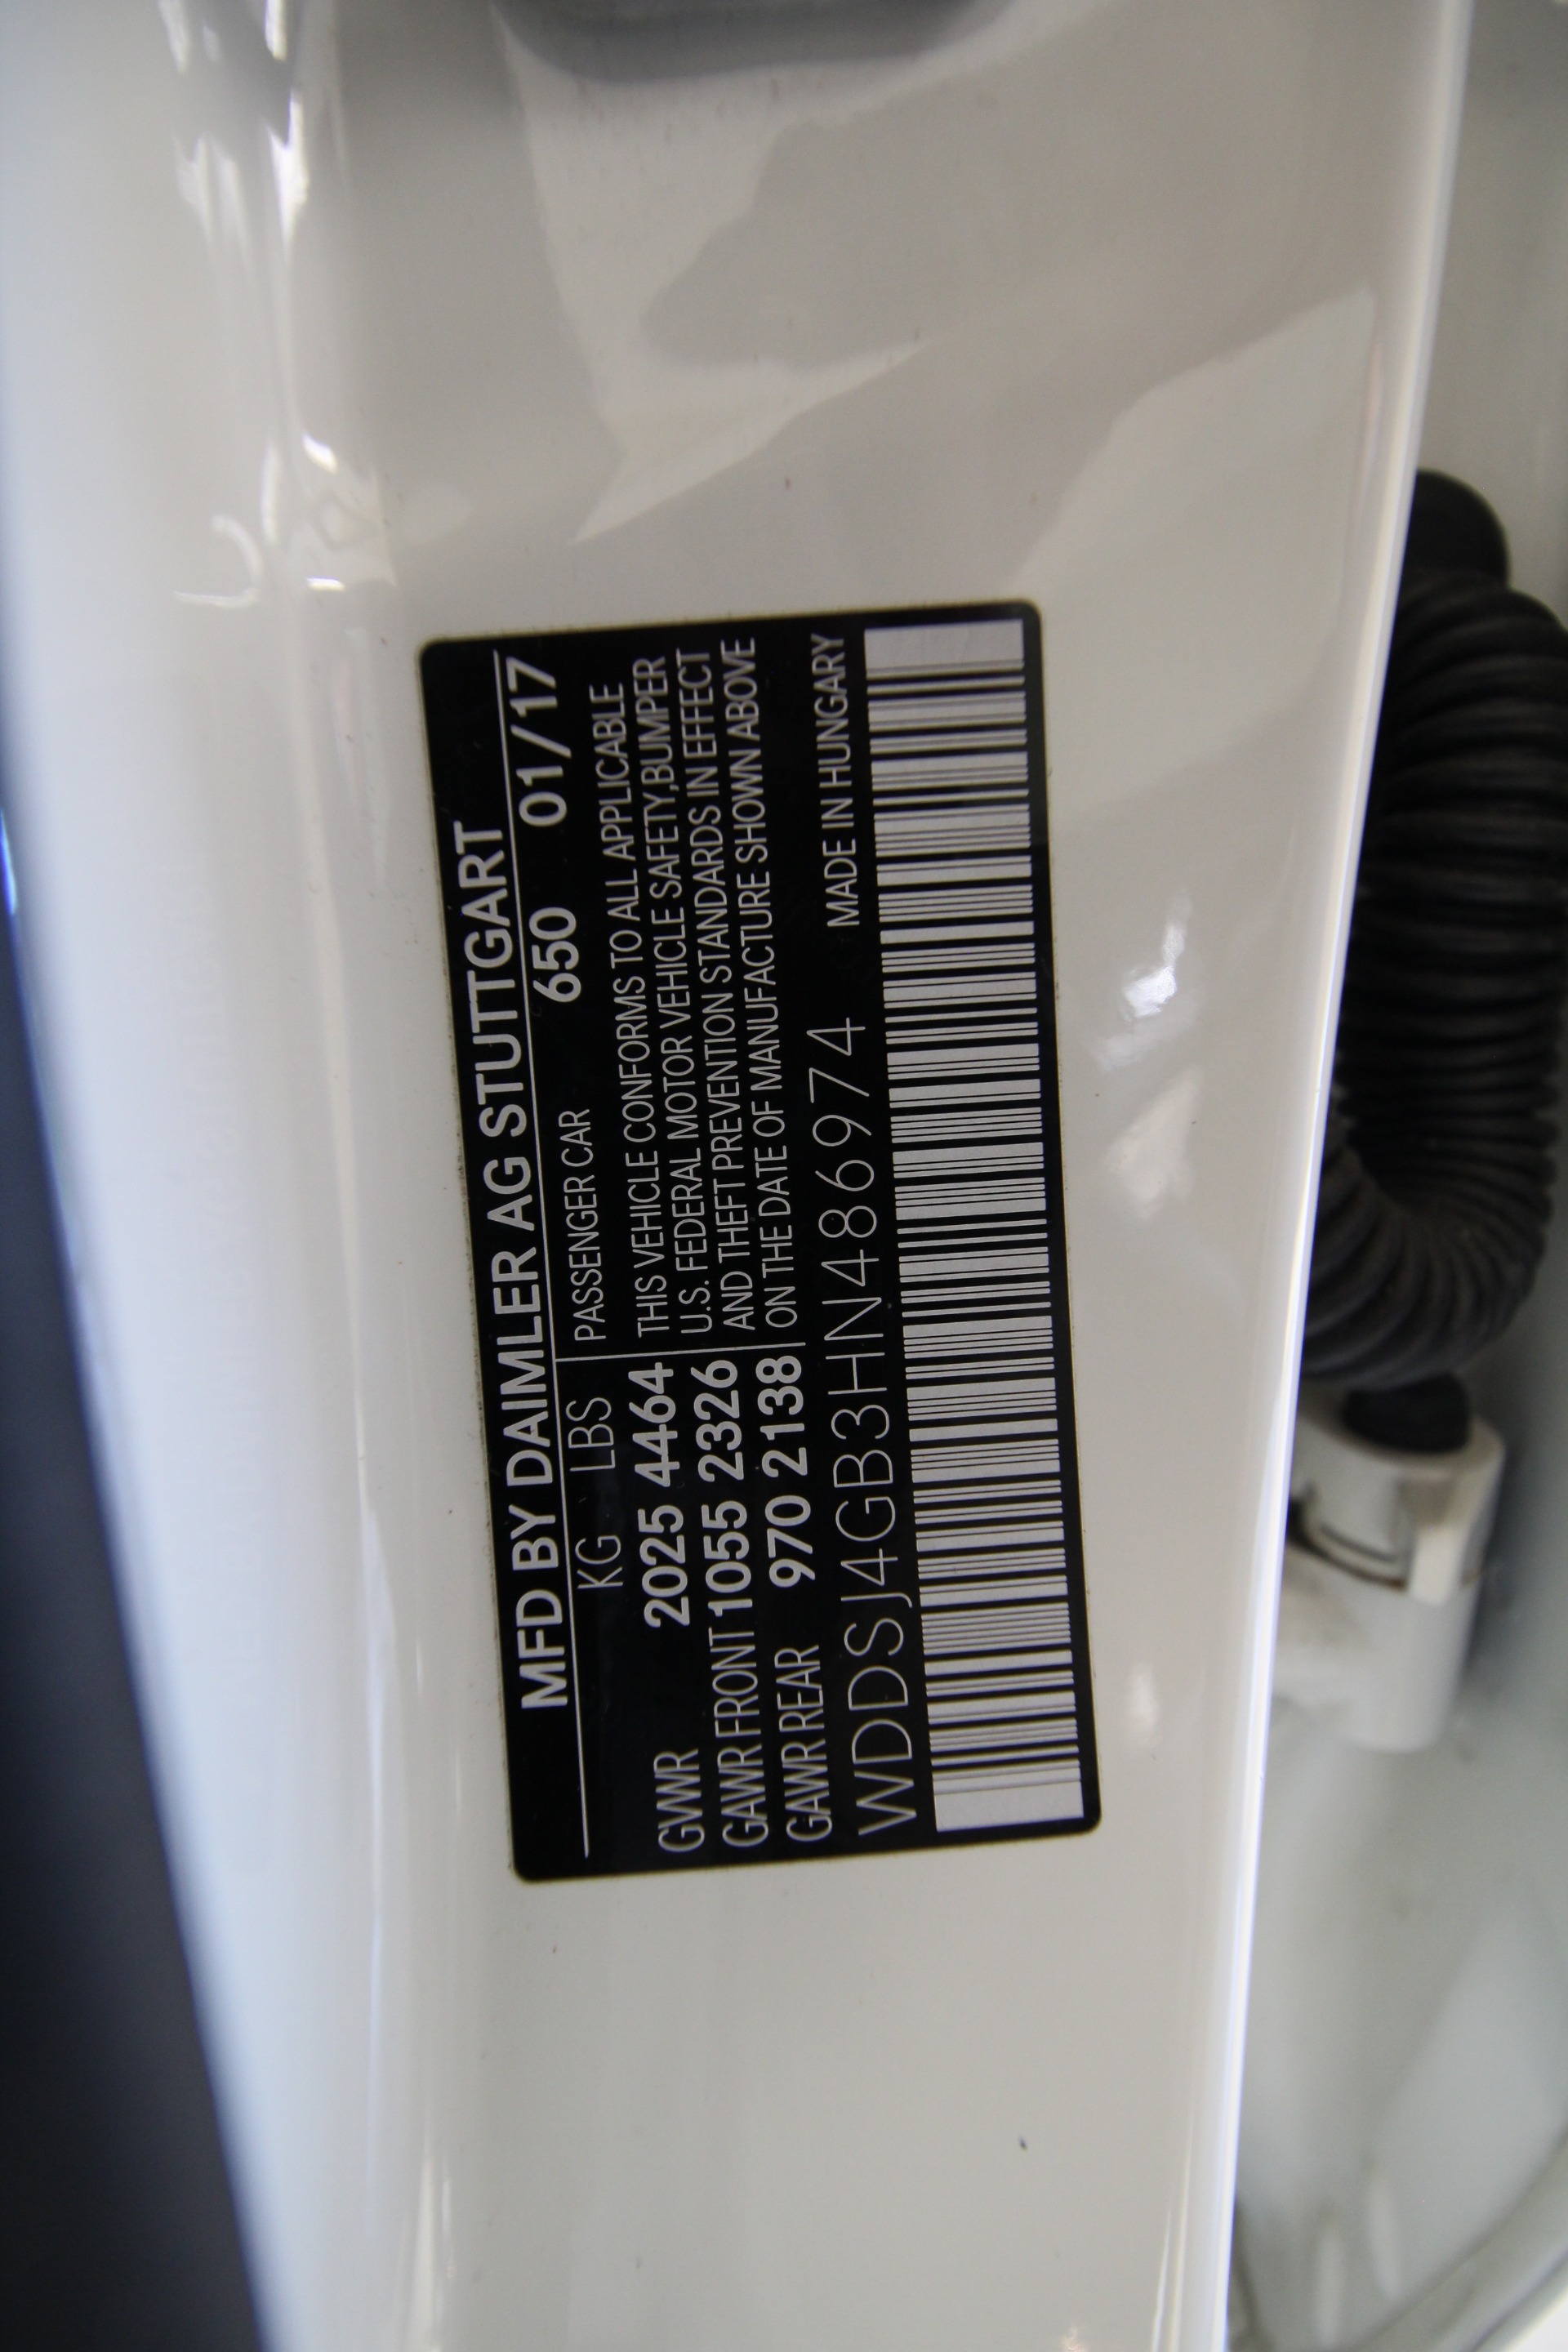 MFD BY DAIMLER AG STUTTGART
650 01/17
KG LBS PASSENGER CAR
GVWR 2025 4464 THIS VEHICLE CONFORMS TO ALL APPLICABLE
GAWR FRONT 1055 2326 U.S. FEDERAL MOTOR VEHICLE SAFETY,BUMPER
GAWR REAR 970 2138 AND THEFT PREVENTION STANDARDS IN EFFECT
ON THE DATE OF MANUFACTURE SHOWN ABOVE
WDDSJ4GB3HN486974 MADE IN HUNGARY